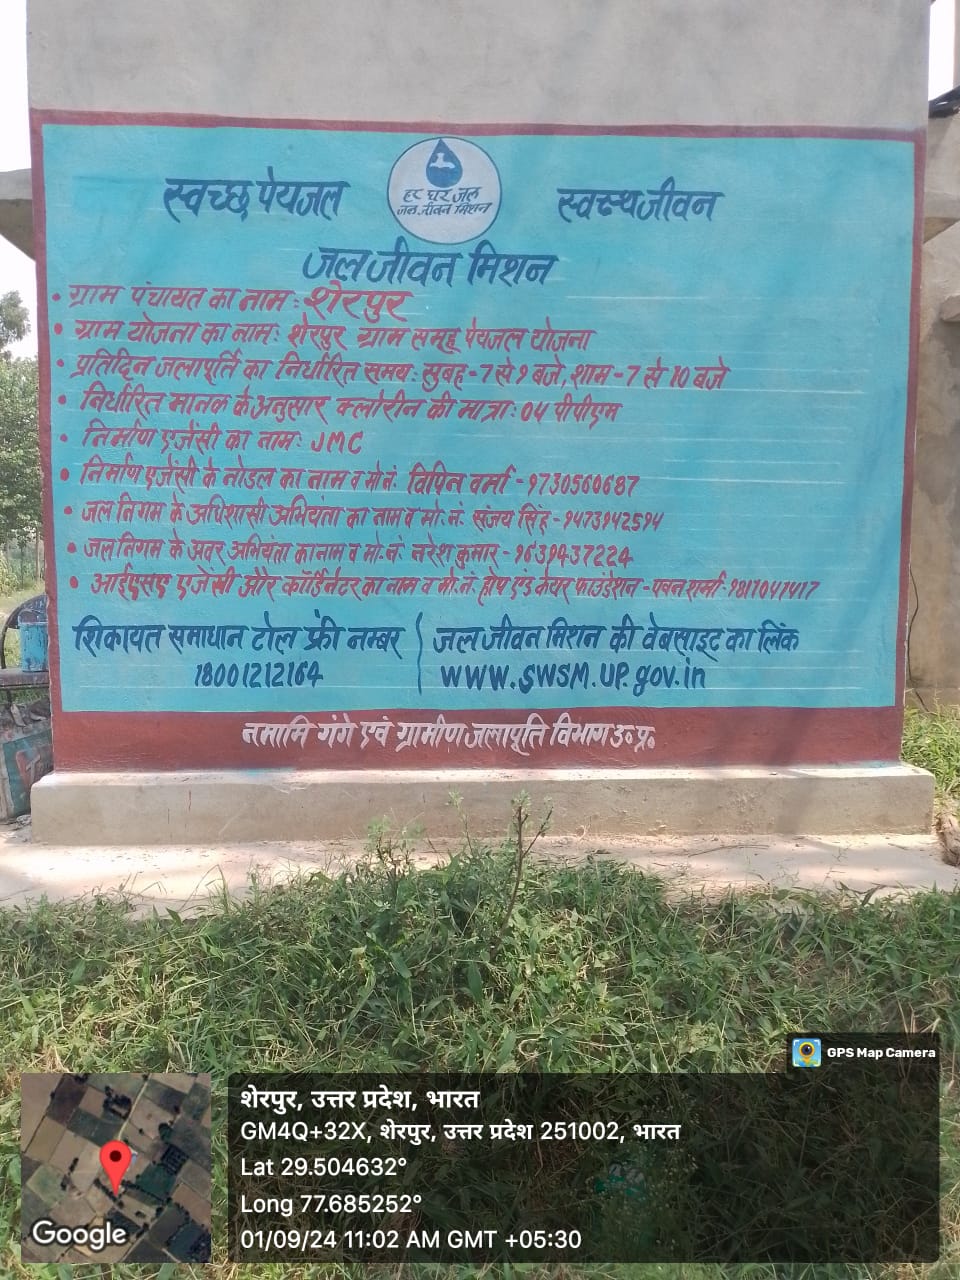 स्वच्छ पेयजल
हर घर जल
जल जीवन मिशन
स्वच्स्थ जीवन
जल जीवन मिशन
• ग्राम पंचायत का नाम: शेरपुर
• ग्राम योजना का नाम: शेरपुर ग्राम समूह पेयजल योजना
• प्रतिदिन जलापूर्ति का निर्धारित समय: सुबह-7 से 9 बजे, शाम-7 से 10 बजे
• निर्धारित मानक के अनुसार क्लोरीन की मात्रा: 04 पीपीएम
• निर्माण एजेंसी का नाम: JMC
• निर्माण एजेंसी के नोडल का नाम व मो.नं. विपिन वर्मा -9730560687
• जल निगम के अधिशासी अभियंता का नाम व मो.नं. संजय सिंह-9473942594
• जल निगम के अवर अभियंता का नाम व मो.नं. नरेश कुमार-9639437224
• आईएसए एजेंसी और कॉर्डिनेटर का नाम व मो.नं. होप एंड केयर फाउंडेशन-पवन शर्मा-9817047417
शिकायत समाधान टोल फ्री नम्बर
18001212164
जल जीवन मिशन की वेबसाइट का लिंक
www.SWSM.UP.gov.in
नमामि गंगे एवं ग्रामीण जलापूर्ति विभाग उ०प्र०
GPS Map Camera
शेरपुर, उत्तर प्रदेश, भारत
GM4Q+32X, शेरपुर, उत्तर प्रदेश 251002, भारत
Lat 29.504632°
Long 77.685252°
01/09/24 11:02 AM GMT +05:30
Google